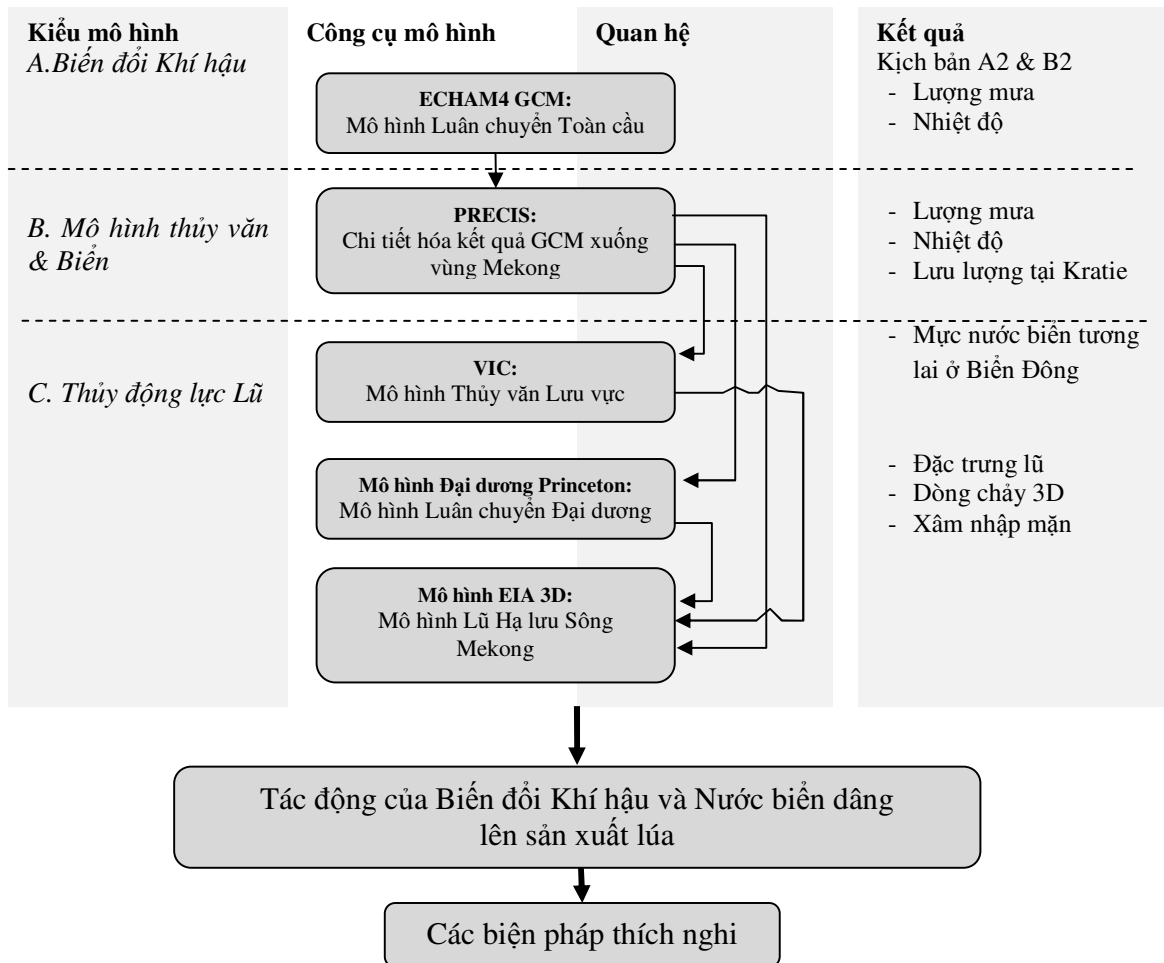 Kiểu mô hình
A.Biến đổi Khí hậu
Công cụ mô hình
Quan hệ
Kết quả
Kịch bản A2 & B2
- Lượng mưa
- Nhiệt độ
ECHAM4 GCM:
Mô hình Luân chuyển Toàn cầu
B. Mô hình thủy văn
& Biển
PRECIS:
Chi tiết hóa kết quả GCM xuống
vùng Mekong
- Lượng mưa
- Nhiệt độ
- Lưu lượng tại Kratie
C. Thủy động lực Lũ
VIC:
Mô hình Thủy văn Lưu vực
- Mực nước biển tương
lai ở Biển Đông
Mô hình Đại dương Princeton:
Mô hình Luân chuyển Đại dương
- Đặc trưng lũ
- Dòng chảy 3D
- Xâm nhập mặn
Mô hình EIA 3D:
Mô hình Lũ Hạ lưu Sông
Mekong
Tác động của Biến đổi Khí hậu và Nước biển dâng
lên sản xuất lúa
Các biện pháp thích nghi